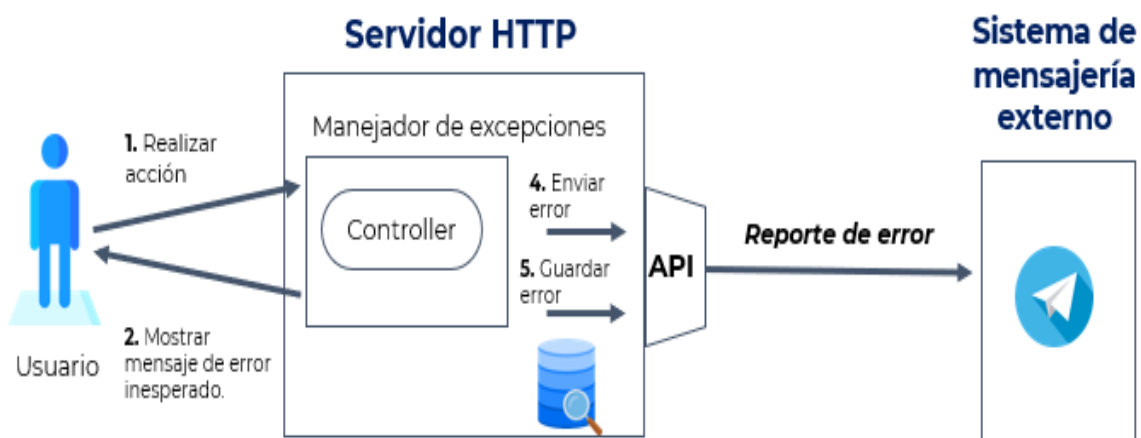 Servidor HTTP
Sistema de
mensajería
externo
Manejador de excepciones
1. Realizar
acción
Controller
4. Enviar
error
5. Guardar
error
API
Reporte de error
2. Mostrar
mensaje de error
inesperado.
Usuario